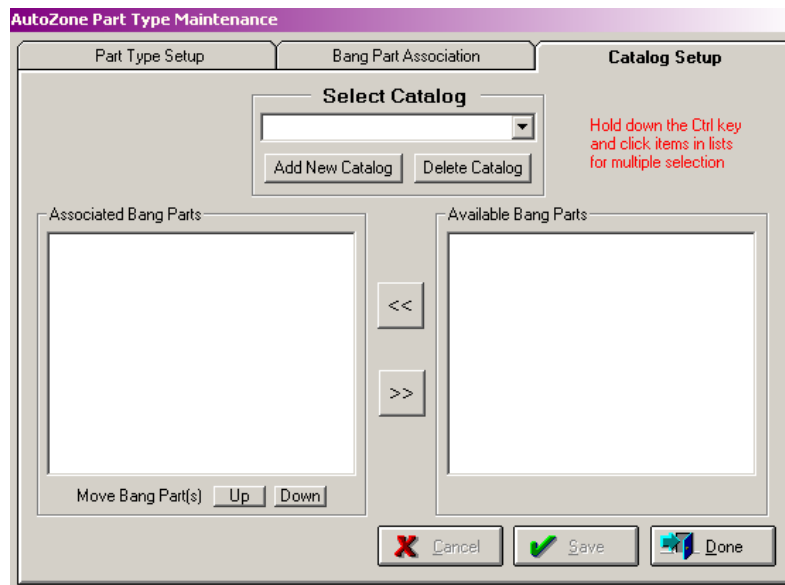 AutoZone Part Type Maintenance
Part Type Setup
Bang Part Association
Catalog Setup
Select Catalog
Hold down the Ctrl key
and click items in lists
for multiple selection
Add New Catalog
Delete Catalog
Associated Bang Parts
Available Bang Parts
<<
>>
Move Bang Part(s)
Up
Down
Cancel
Save
Done